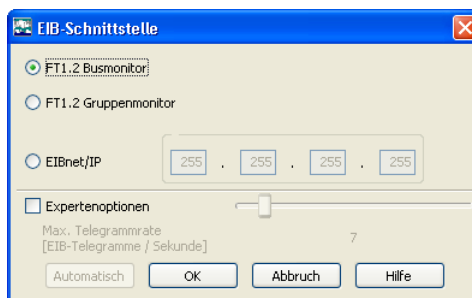 EIB-Schnittstelle
FT1.2 Busmonitor
FT1.2 Gruppenmonitor
EIBnet/IP 255 . 255 . 255 . 255
Expertenoptionen
Max. Telegrammrate
[EIB-Telegramme / Sekunde] 7
Automatisch OK Abbruch Hilfe